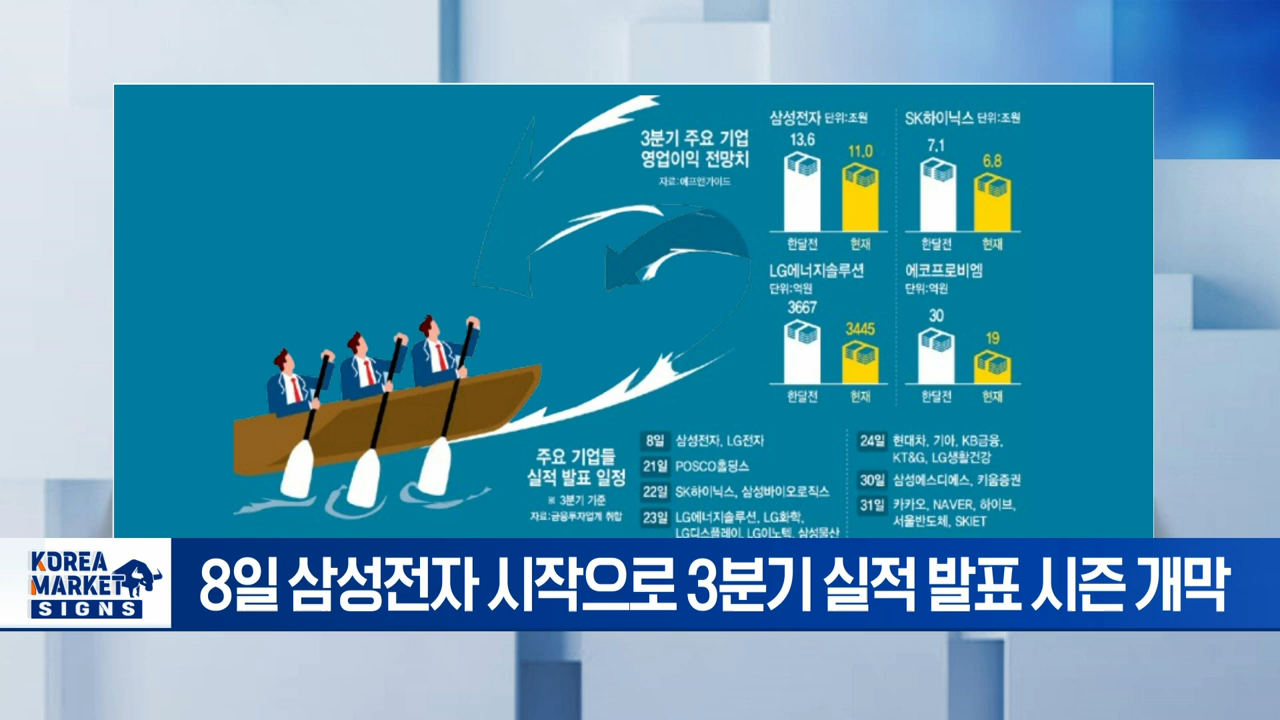 3분기 주요 기업
영업이익 전망치
자료:에프앤가이드
삼성전자 단위:조원
13.6
11.0
한달전
현재
SK하이닉스 단위:조원
7.1
6.8
한달전
현재
LG에너지솔루션
단위:억원
3667
3445
한달전
현재
에코프로비엠
단위:억원
30
19
한달전
현재
주요 기업들
실적 발표 일정
※ 3분기 기준
자료:금융투자업계 취합
8일 삼성전자, LG전자
21일 POSCO홀딩스
22일 SK하이닉스, 삼성바이오로직스
23일 LG에너지솔루션, LG화학,
LG디스플레이, LG이노텍, 삼성물산
24일 현대차, 기아, KB금융,
KT&G, LG생활건강
30일 삼성에스디에스, 키움증권
31일 카카오, NAVER, 하이브,
서울반도체, SKIET
KOREA
MARKET
SIGNS
8일 삼성전자 시작으로 3분기 실적 발표 시즌 개막